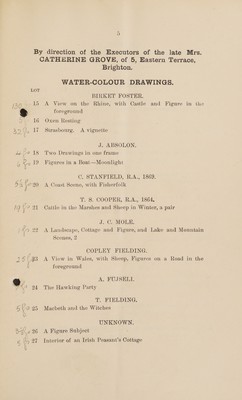 5
By direction of the Executors of the late Mrs.
CATHERINE GROVE, of 5, Eastern Terrace,
Brighton.
WATER-COLOUR DRAWINGS.
LOT
BIRKET FOSTER.
15 A View on the Rhine, with Castle and Figure in the
foreground
16 Oxen Resting
17 Strasbourg. A vignette
J. ABSOLON.
18 Two Drawings in one frame
19 Figures in a Boat—Moonlight
C. STANFIELD, R.A., 1869.
20 A Coast Scene, with Fisherfolk
T. S. COOPER, R.A., 1864.
21 Cattle in the Marshes and Sheep in Winter, a pair
J. C. MOLE.
22 A Landscape, Cottage and Figure, and Lake and Mountain
Scenes, 2
COPLEY FIELDING.
23 A View in Wales, with Sheep, Figures on a Road in the
foreground
A. FUJSELI.
24 The Hawking Party
T. FIELDING.
25 Macbeth and the Witches
UNKNOWN.
26 A Figure Subject
27 Interior of an Irish Peasant's Cottage